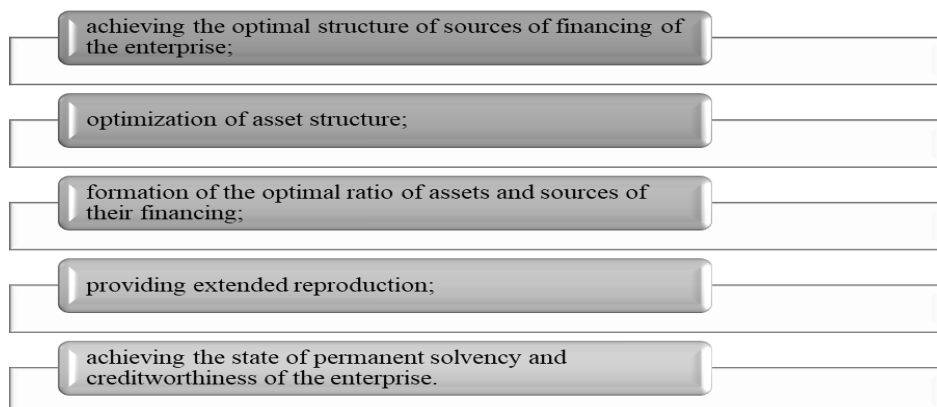 achieving the optimal structure of sources of financing of
the enterprise;
optimization of asset structure;
formation of the optimal ratio of assets and sources of
their financing;
providing extended reproduction;
achieving the state of permanent solvency and
creditworthiness of the enterprise.